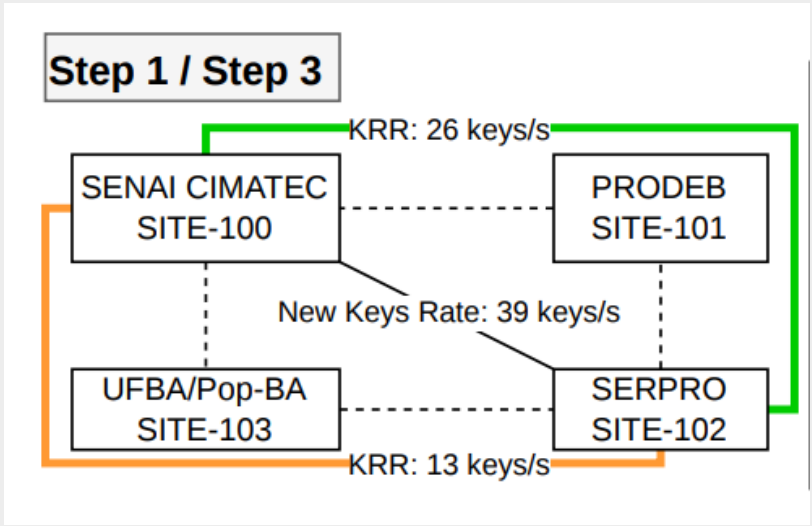 Step 1 / Step 3
KRR: 26 keys/s
SENAI CIMATEC
SITE-100
PRODEB
SITE-101
New Keys Rate: 39 keys/s
UFBA/Pop-BA
SITE-103
SERPRO
SITE-102
KRR: 13 keys/s